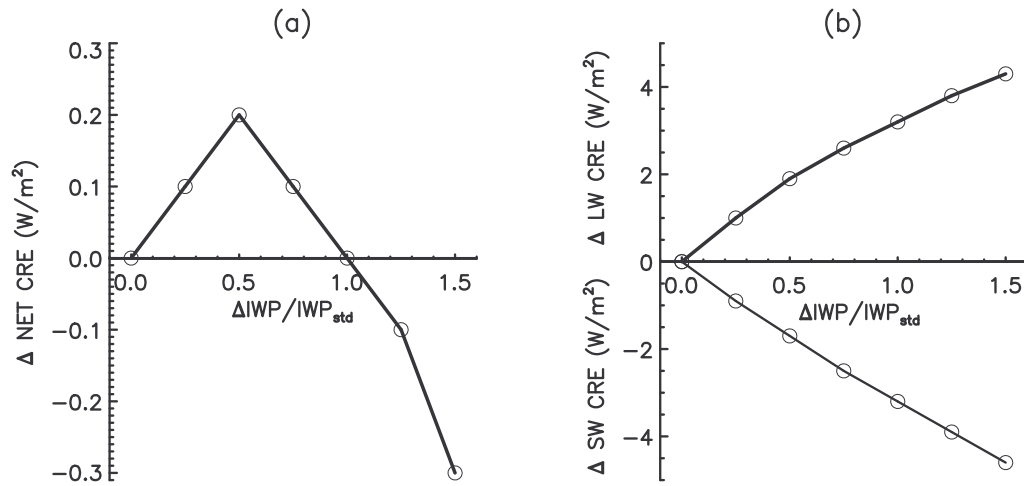 (a)
Δ NET CRE (W/m²)
0.3
0.2
0.1
0.0
−0.1
−0.2
−0.3
0.0 0.5 1.0 1.5
ΔIWP/IWPstd
(b)
Δ LW CRE (W/m²)
Δ SW CRE (W/m²)
4
2
0
−2
−4
0.0 0.5 1.0 1.5
ΔIWP/IWPstd